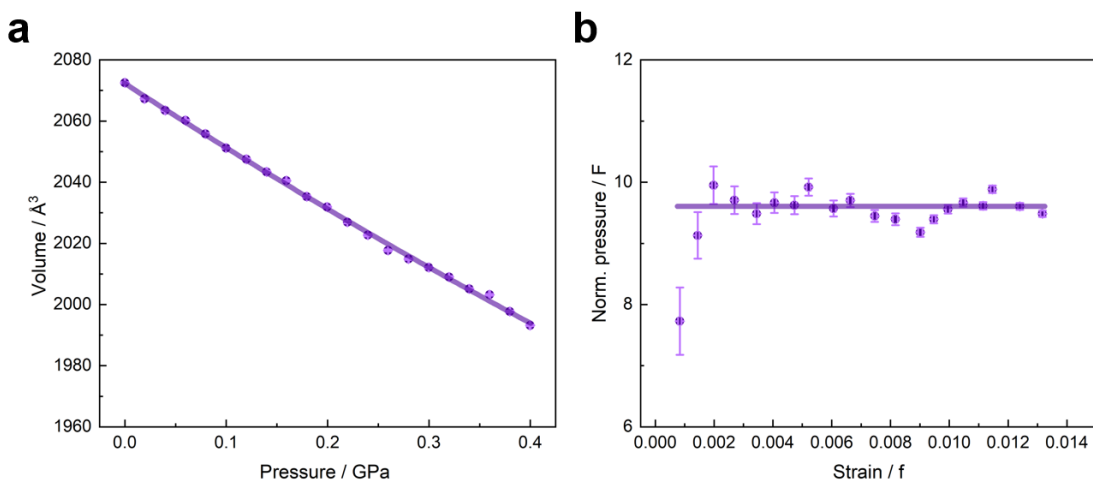 a
2080
2060
2040
2020
2000
1980
1960
Volume / Å³
0.0 0.1 0.2 0.3 0.4
Pressure / GPa
b
12
10
8
6
Norm. pressure / F
0.000 0.002 0.004 0.006 0.008 0.010 0.012 0.014
Strain / f